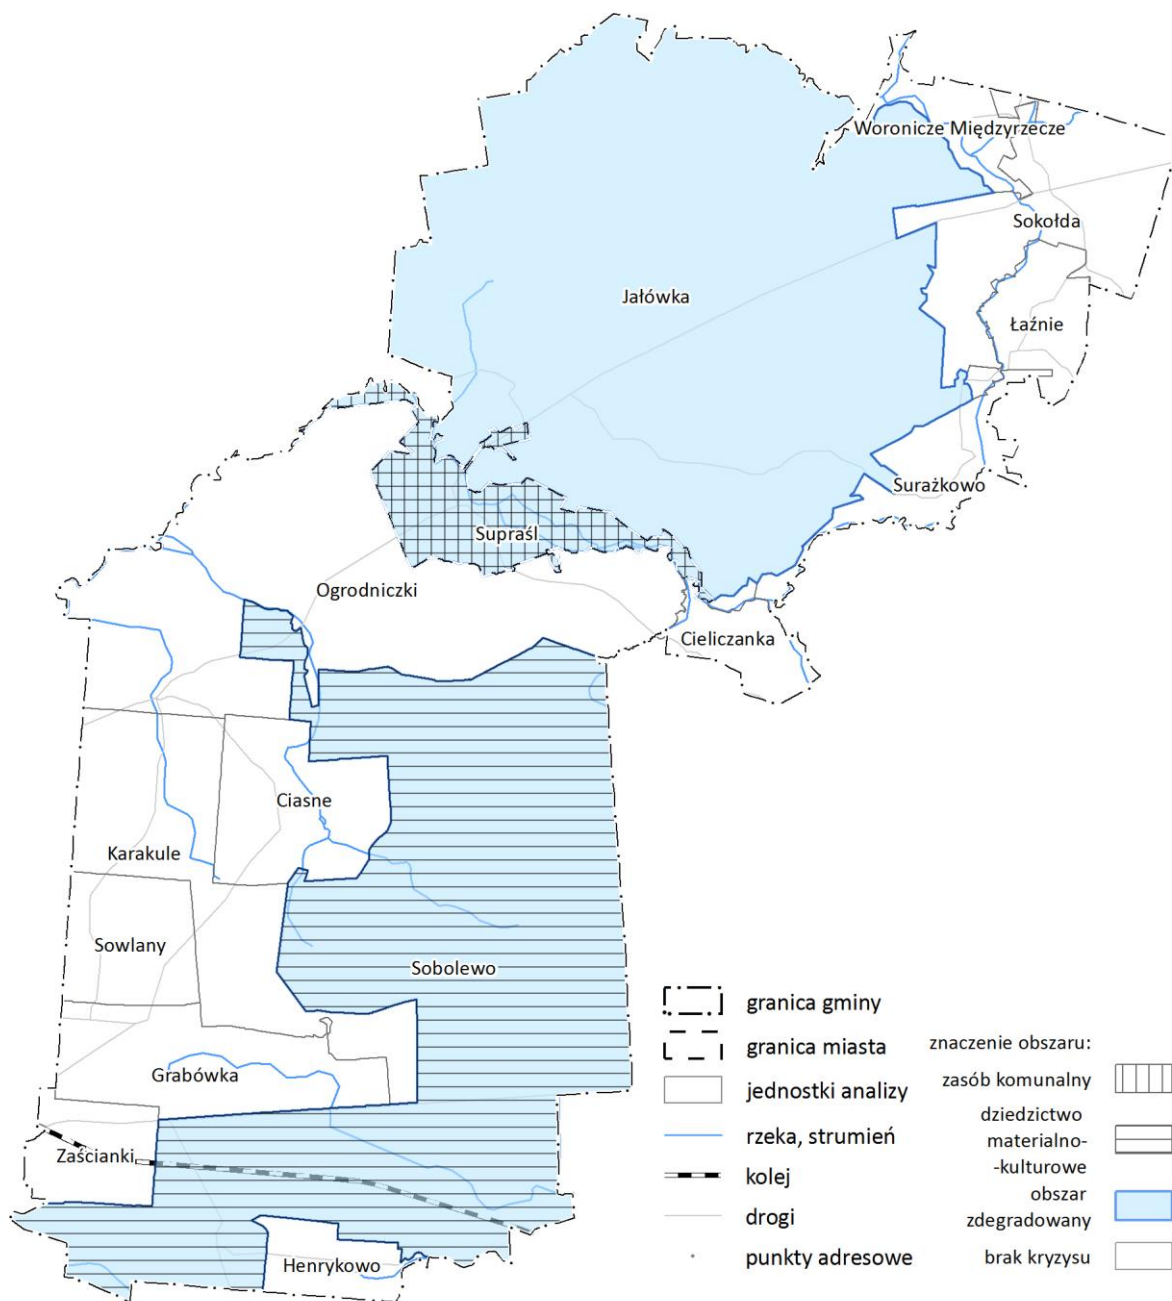 Woronicze Międzyrzecze
Sokołda
Jałówka
Łaźnie
Surażkowo
Supraśl
Ogrodniczki
Cieliczanka
Ciasne
Karakule
Sowlany
Sobolewo
Grabówka
Zaścianki
Henrykowo
granica gminy
granica miasta
jednostki analizy
rzeka, strumień
kolej
drogi
punkty adresowe
znaczenie obszaru:
zasób komunalny
dziedzictwo
materialno-
-kulturowe
obszar
zdegradowany
brak kryzysu